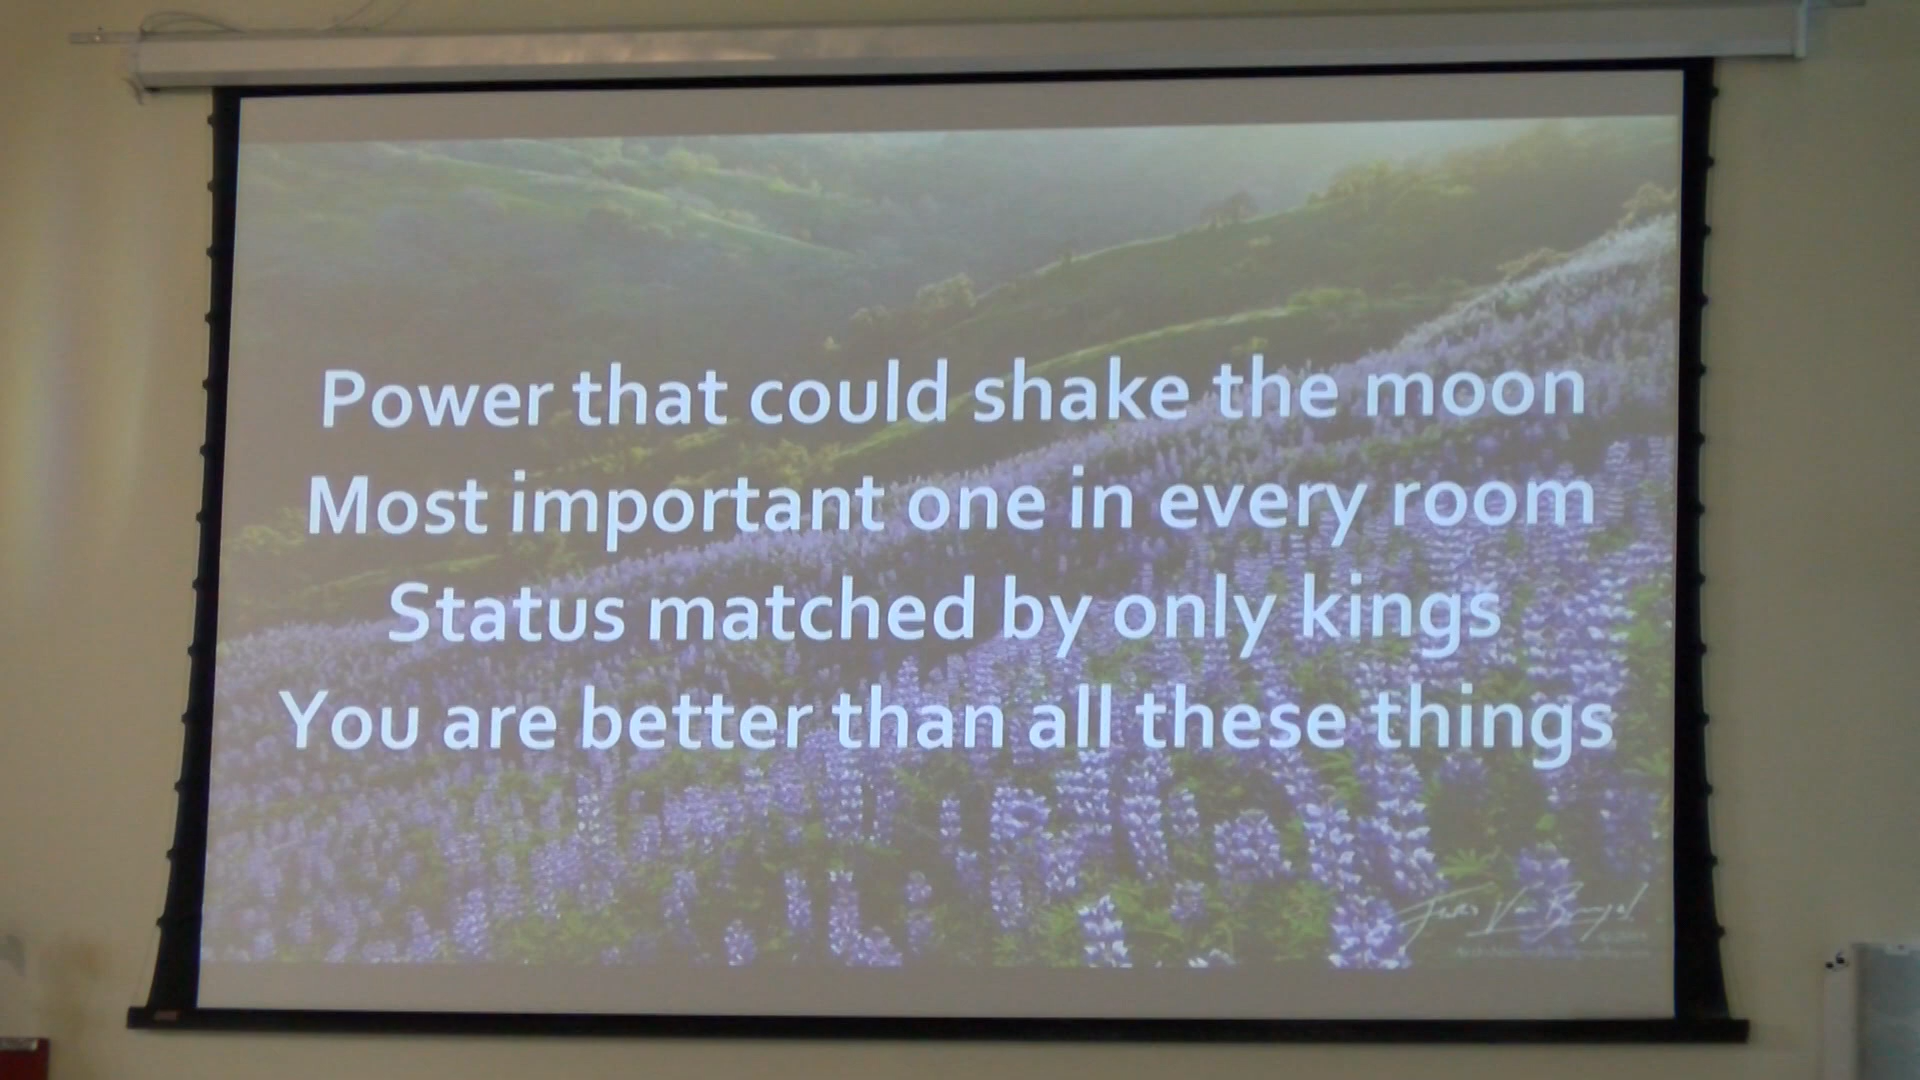 Power that could shake the moon
Most important one in every room
Status matched by only kings
You are better than all these things